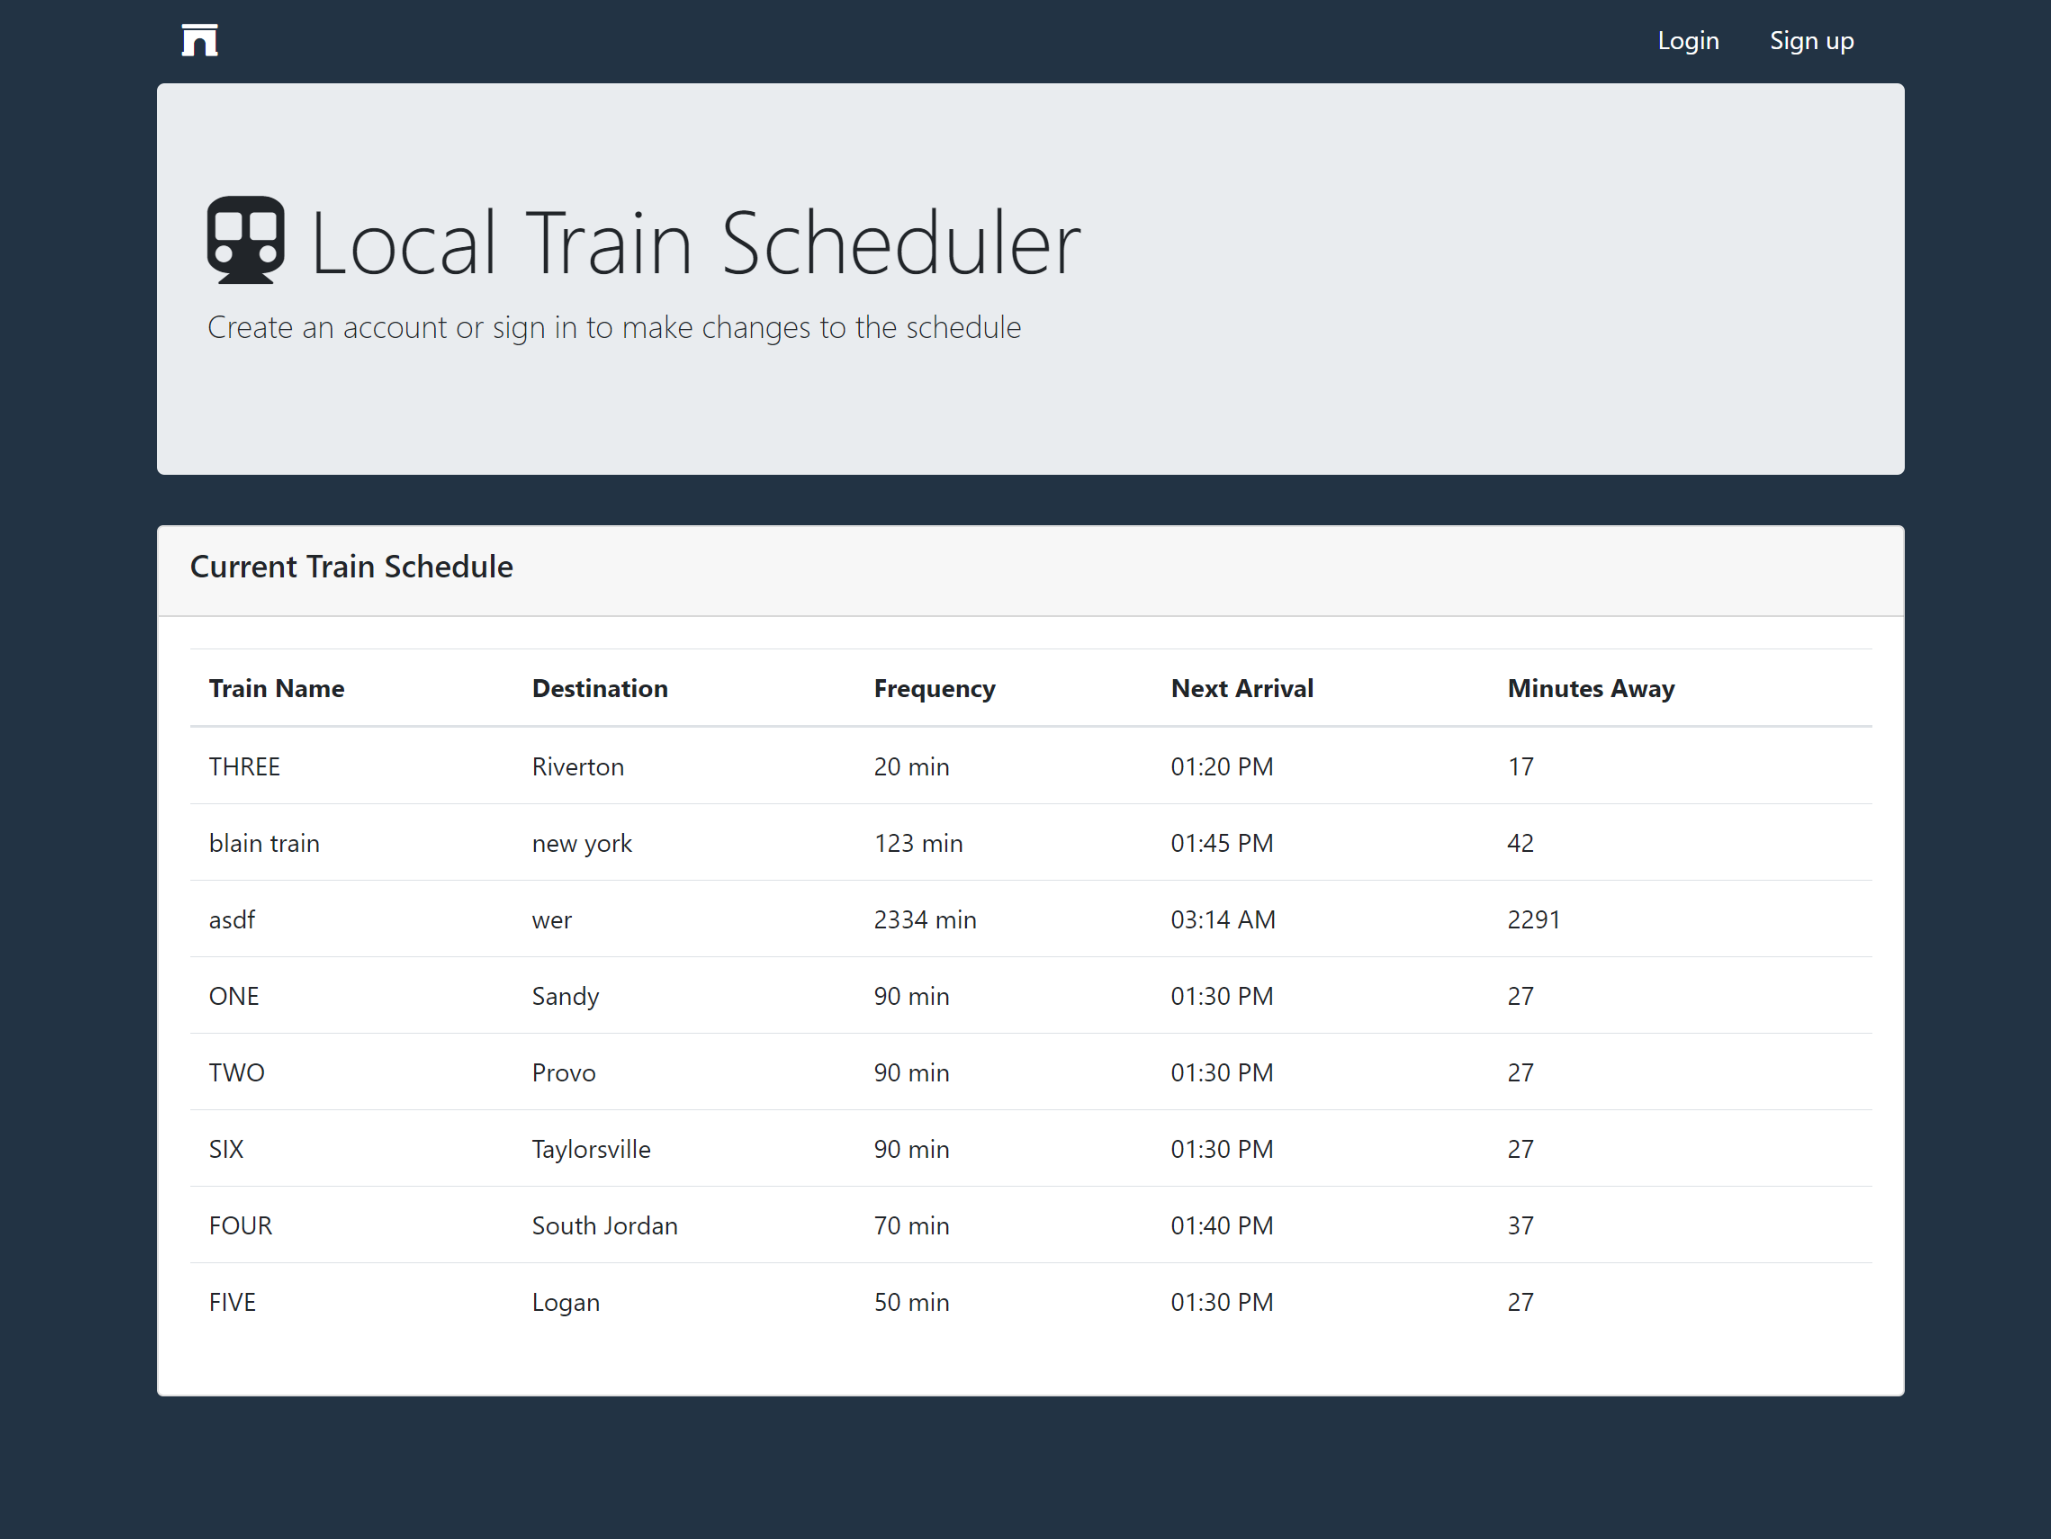 Login Sign up
Local Train Scheduler
Create an account or sign in to make changes to the schedule
Current Train Schedule
Train Name Destination Frequency Next Arrival Minutes Away
THREE Riverton 20 min 01:20 PM 17
blain train new york 123 min 01:45 PM 42
asdf wer 2334 min 03:14 AM 2291
ONE Sandy 90 min 01:30 PM 27
TWO Provo 90 min 01:30 PM 27
SIX Taylorsville 90 min 01:30 PM 27
FOUR South Jordan 70 min 01:40 PM 37
FIVE Logan 50 min 01:30 PM 27